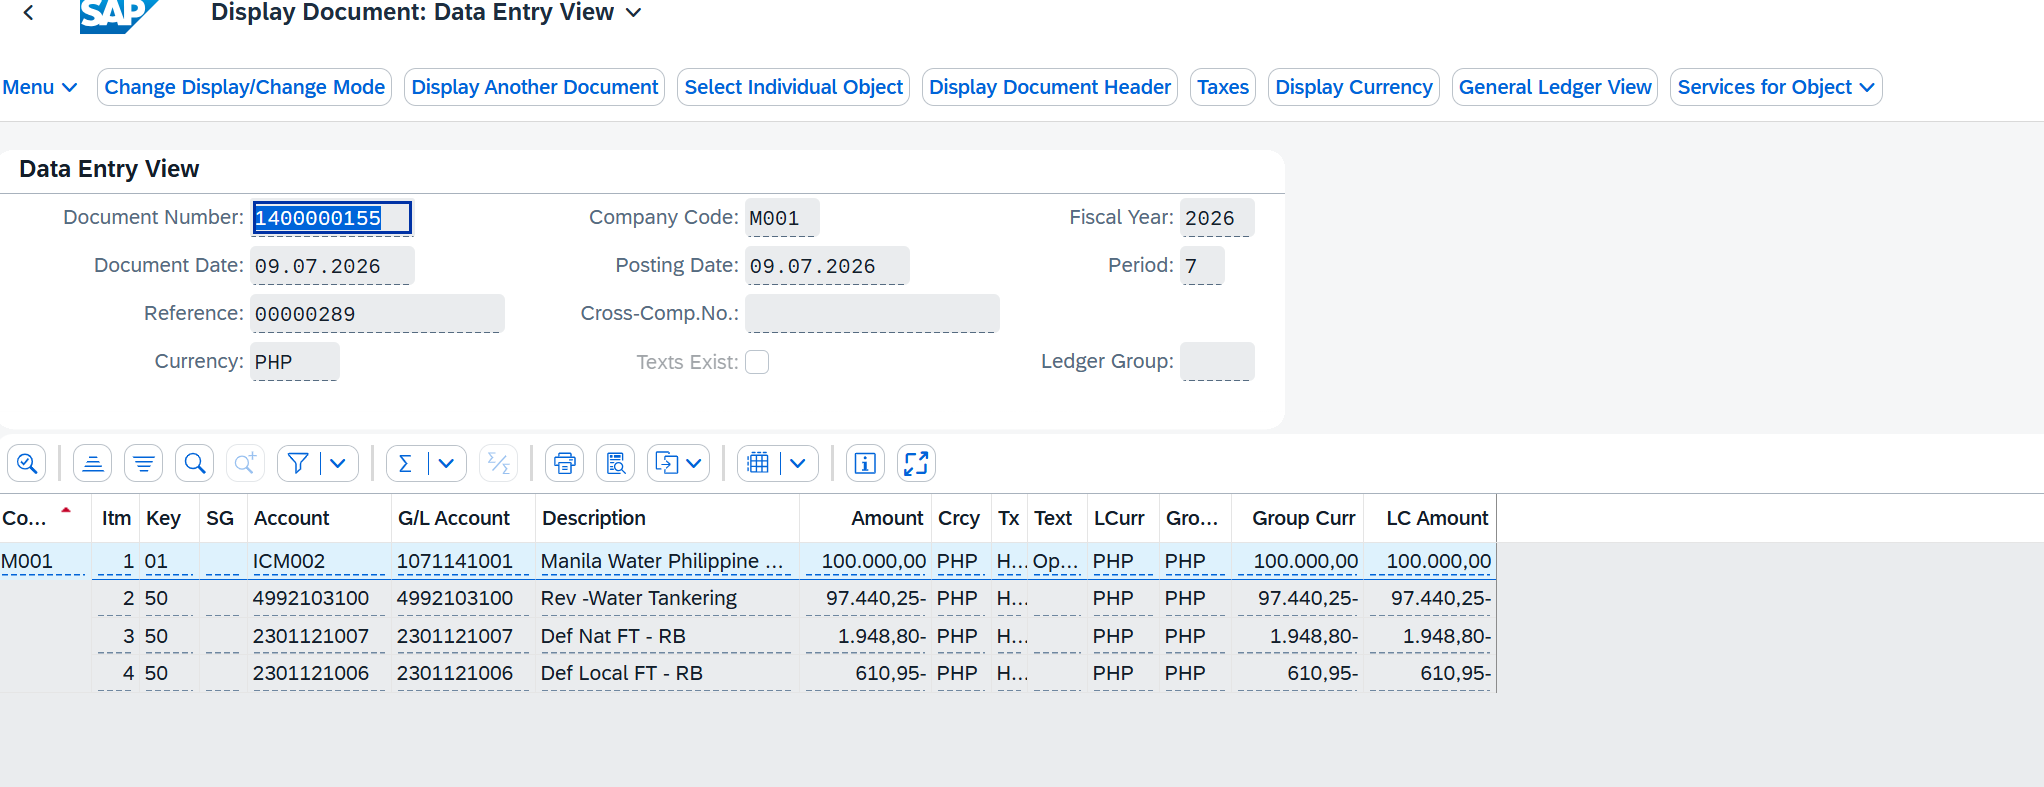 SAP Display Document: Data Entry View
Menu Change Display/Change Mode Display Another Document Select Individual Object Display Document Header Taxes Display Currency General Ledger View Services for Object
Data Entry View
Document Number: 1400000155 Company Code: M001 Fiscal Year: 2026
Document Date: 09.07.2026 Posting Date: 09.07.2026 Period: 7
Reference: 00000289 Cross-Comp.No.:
Currency: PHP Texts Exist: Ledger Group:
Co... Itm Key SG Account G/L Account Description Amount Crcy Tx Text LCurr Gro... Group Curr LC Amount
M001 1 01 ICM002 1071141001 Manila Water Philippine ... 100.000,00 PHP H... Op... PHP PHP 100.000,00 100.000,00
2 50 4992103100 4992103100 Rev -Water Tankering 97.440,25- PHP H... PHP PHP 97.440,25- 97.440,25-
3 50 2301121007 2301121007 Def Nat FT - RB 1.948,80- PHP H... PHP PHP 1.948,80- 1.948,80-
4 50 2301121006 2301121006 Def Local FT - RB 610,95- PHP H... PHP PHP 610,95- 610,95-